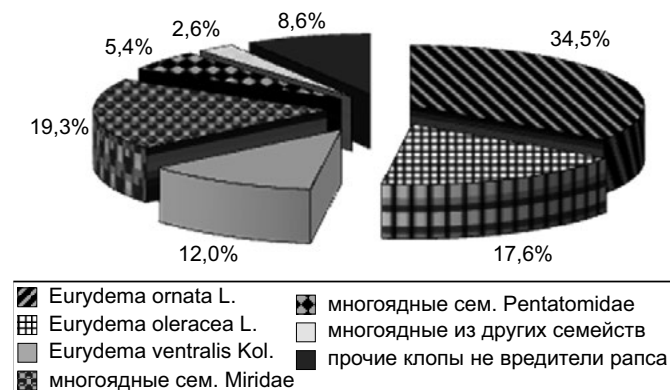 8,6%
2,6%
5,4%
34,5%
19,3%
12,0%
17,6%
Eurydema ornata L.
Eurydema oleracea L.
Eurydema ventralis Kol.
многоядные сем. Miridae
многоядные сем. Pentatomidae
многоядные из других семейств
прочие клопы не вредители рапса